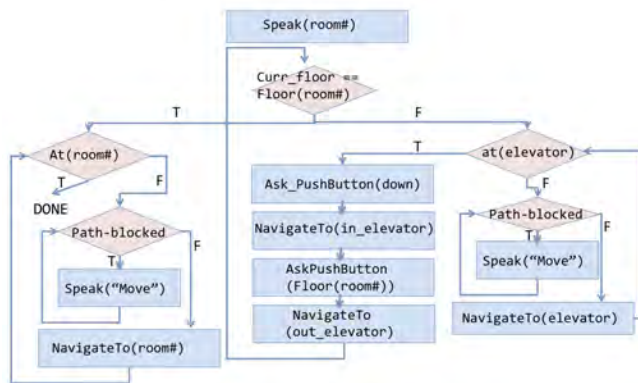 Speak(room#)
Curr_floor ==
Floor(room#)
T
F
At(room#)
T
F
DONE
Path-blocked
T
F
Speak(“Move”)
NavigateTo(room#)
T
at(elevator)
F
Ask_PushButton(down)
NavigateTo(in_elevator)
AskPushButton
(Floor(room#))
NavigateTo
(out_elevator)
Path-blocked
T
F
Speak(“Move”)
NavigateTo(elevator)